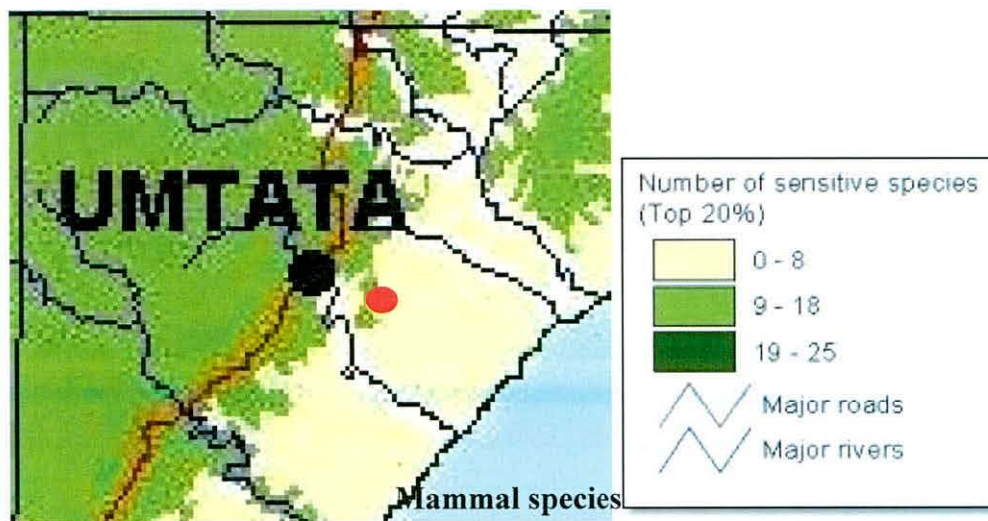 UMTATA
Mammal species
Number of sensitive species
(Top 20%)
0 - 8
9 - 18
19 - 25
Major roads
Major rivers